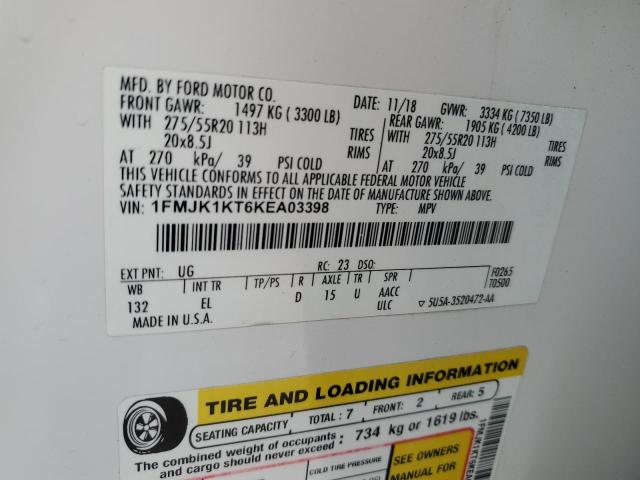 MFD. BY FORD MOTOR CO.
DATE: 11/18 GVWR: 3334 KG ( 7350 LB)
FRONT GAWR: 1497 KG ( 3300 LB) REAR GAWR: 1905 KG ( 4200 LB)
WITH 275/55R20 113H TIRES WITH 275/55R20 113H TIRES
20x8.5J RIMS 20x8.5J RIMS
AT 270 kPa/ 39 PSI COLD AT 270 kPa/ 39 PSI COLD
THIS VEHICLE CONFORMS TO ALL APPLICABLE FEDERAL MOTOR VEHICLE
SAFETY STANDARDS IN EFFECT ON THE DATE OF MANUFACTURE SHOWN ABOVE.
VIN: 1FMJK1KT6KEA03398 TYPE: MPV
EXT PNT: UG RC: 23 DSO:
WB INT TR TP/PS R AXLE TR SPR F0265
132 EL D 15 U AACC T0500
ULC
MADE IN U.S.A. 5U5A-3520472-AA
TIRE AND LOADING INFORMATION
SEATING CAPACITY TOTAL : 7 FRONT: 2 REAR: 5
The combined weight of occupants
and cargo should never exceed : 734 kg or 1619 lbs.
COLD TIRE PRESSURE
SEE OWNERS
MANUAL FOR